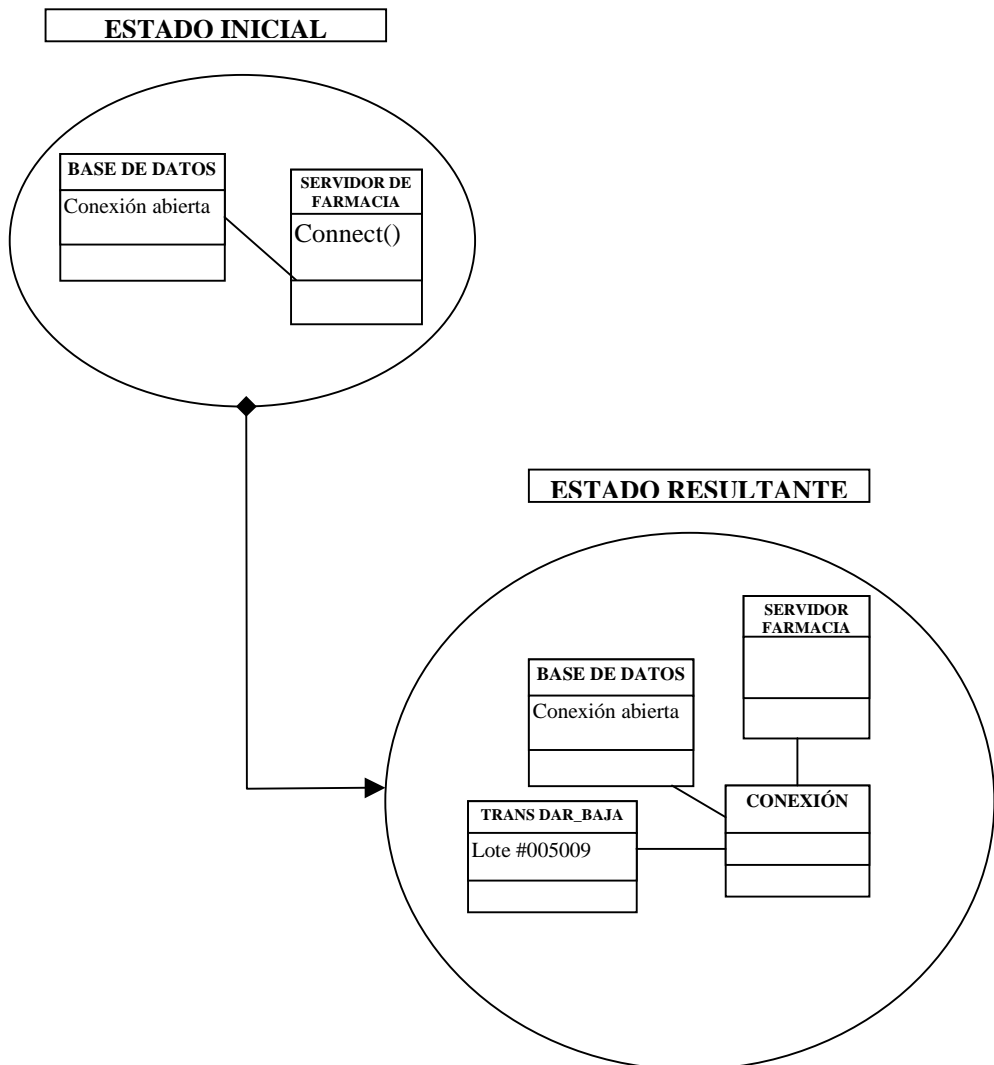 ESTADO INICIAL
BASE DE DATOS
Conexión abierta
SERVIDOR DE
FARMACIA
Connect()
ESTADO RESULTANTE
SERVIDOR
FARMACIA
BASE DE DATOS
Conexión abierta
CONEXIÓN
TRANS DAR_BAJA
Lote #005009